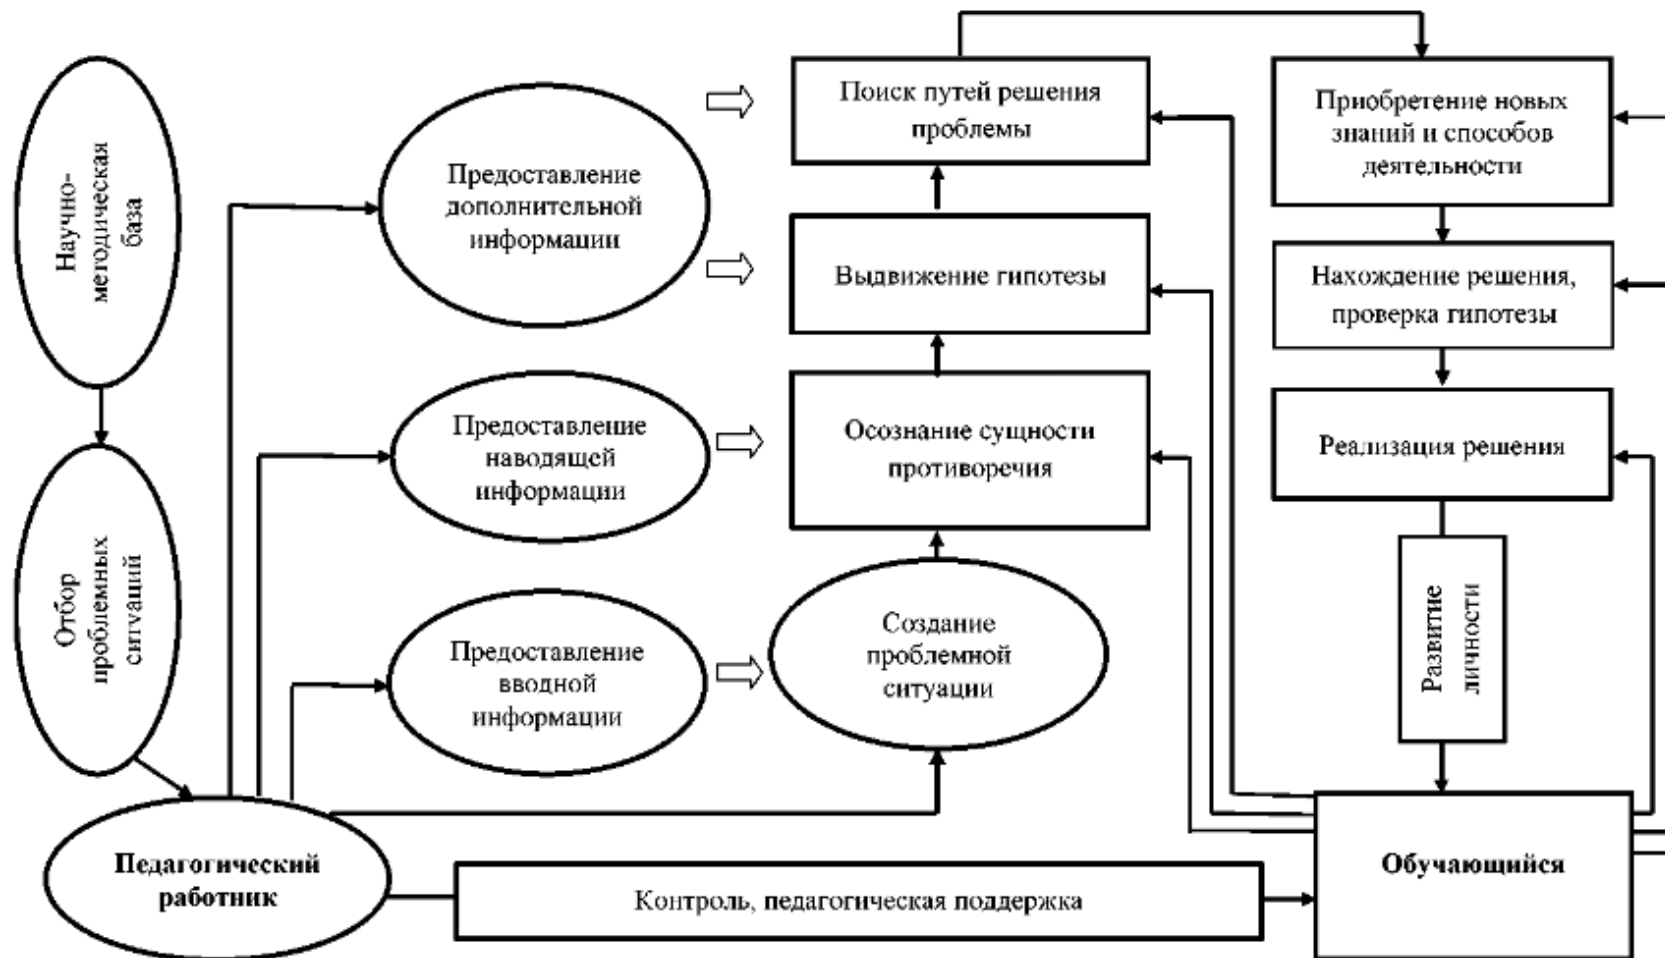 Научно-
методическая
база
Отбор
проблемных
ситуаций
Педагогический
работник
Предоставление
дополнительной
информации
Предоставление
наводящей
информации
Предоставление
вводной
информации
Поиск путей решения
проблемы
Выдвижение гипотезы
Осознание сущности
противоречия
Создание
проблемной
ситуации
Контроль, педагогическая поддержка
Приобретение новых
знаний и способов
деятельности
Нахождение решения,
проверка гипотезы
Реализация решения
Развитие
личности
Обучающийся